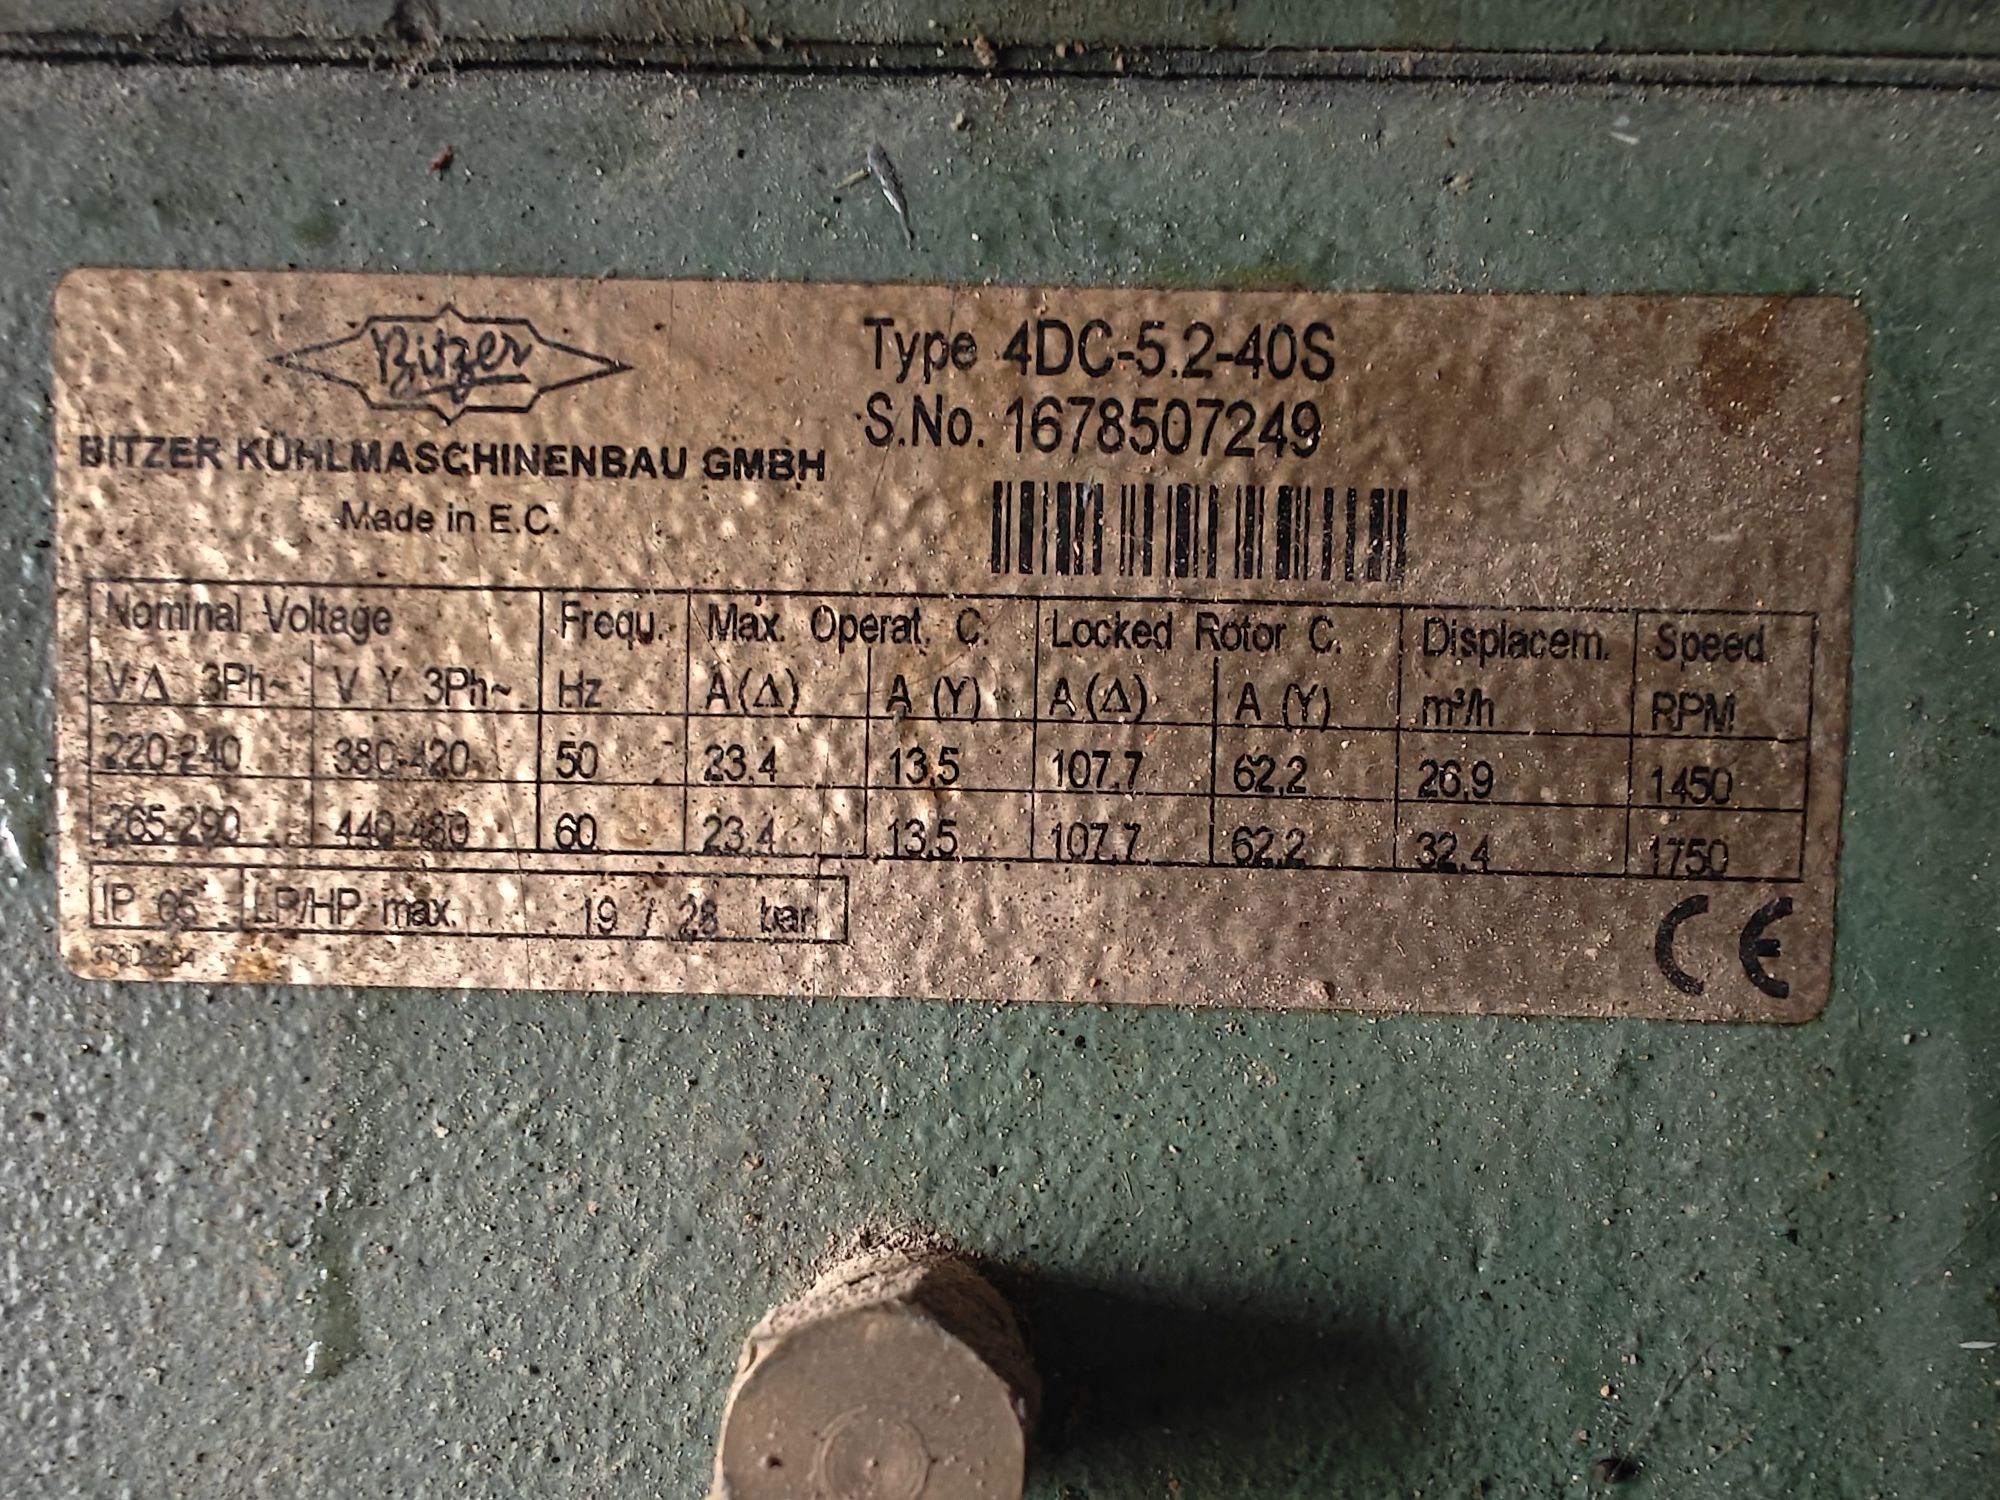 Bitzer
Type 4DC-5.2-40S
S.No. 1678507249
BITZER KÜHLMASCHINENBAU GMBH
Made in E.C.
Nominal Voltage Frequ. Max. Operat. C. Locked Rotor C. Displacem. Speed
V Δ 3Ph~ V Y 3Ph~ Hz A (Δ) A (Y) A (Δ) A (Y) m³/h RPM
220-240 380-420 50 23.4 13.5 107.7 62.2 26.9 1450
265-290 440-480 60 23.4 13.5 107.7 62.2 32.4 1750
IP 65 LP/HP max. 19 / 28 bar
CE